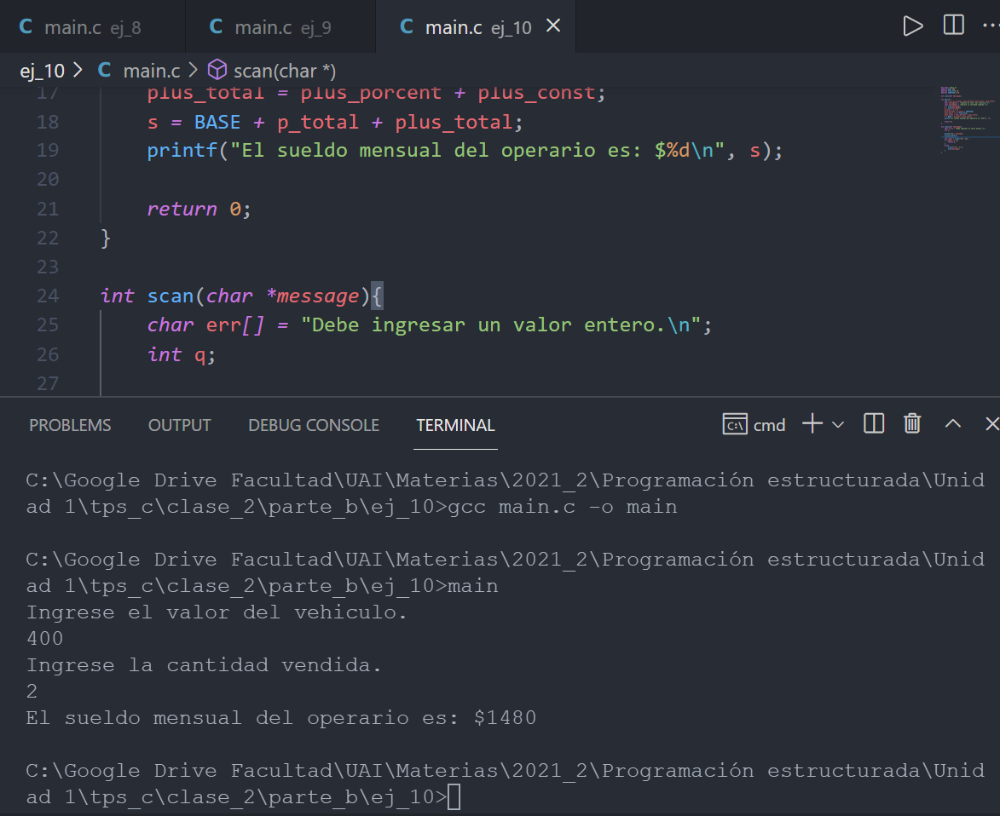 C main.c ej_8 C main.c ej_9 C main.c ej_10
ej_10 > C main.c > scan(char *)
17 plus_total = plus_porcent + plus_const;
18 s = BASE + p_total + plus_total;
19 printf("El sueldo mensual del operario es: $%d\n", s);
20
21 return 0;
22 }
23
24 int scan(char *message){
25 char err[] = "Debe ingresar un valor entero.\n";
26 int q;
27
PROBLEMS OUTPUT DEBUG CONSOLE TERMINAL cmd
C:\Google Drive Facultad\UAI\Materias\2021_2\Programación estructurada\Unid
ad 1\tps_c\clase_2\parte_b\ej_10>gcc main.c -o main
C:\Google Drive Facultad\UAI\Materias\2021_2\Programación estructurada\Unid
ad 1\tps_c\clase_2\parte_b\ej_10>main
Ingrese el valor del vehiculo.
400
Ingrese la cantidad vendida.
2
El sueldo mensual del operario es: $1480
C:\Google Drive Facultad\UAI\Materias\2021_2\Programación estructurada\Unid
ad 1\tps_c\clase_2\parte_b\ej_10>